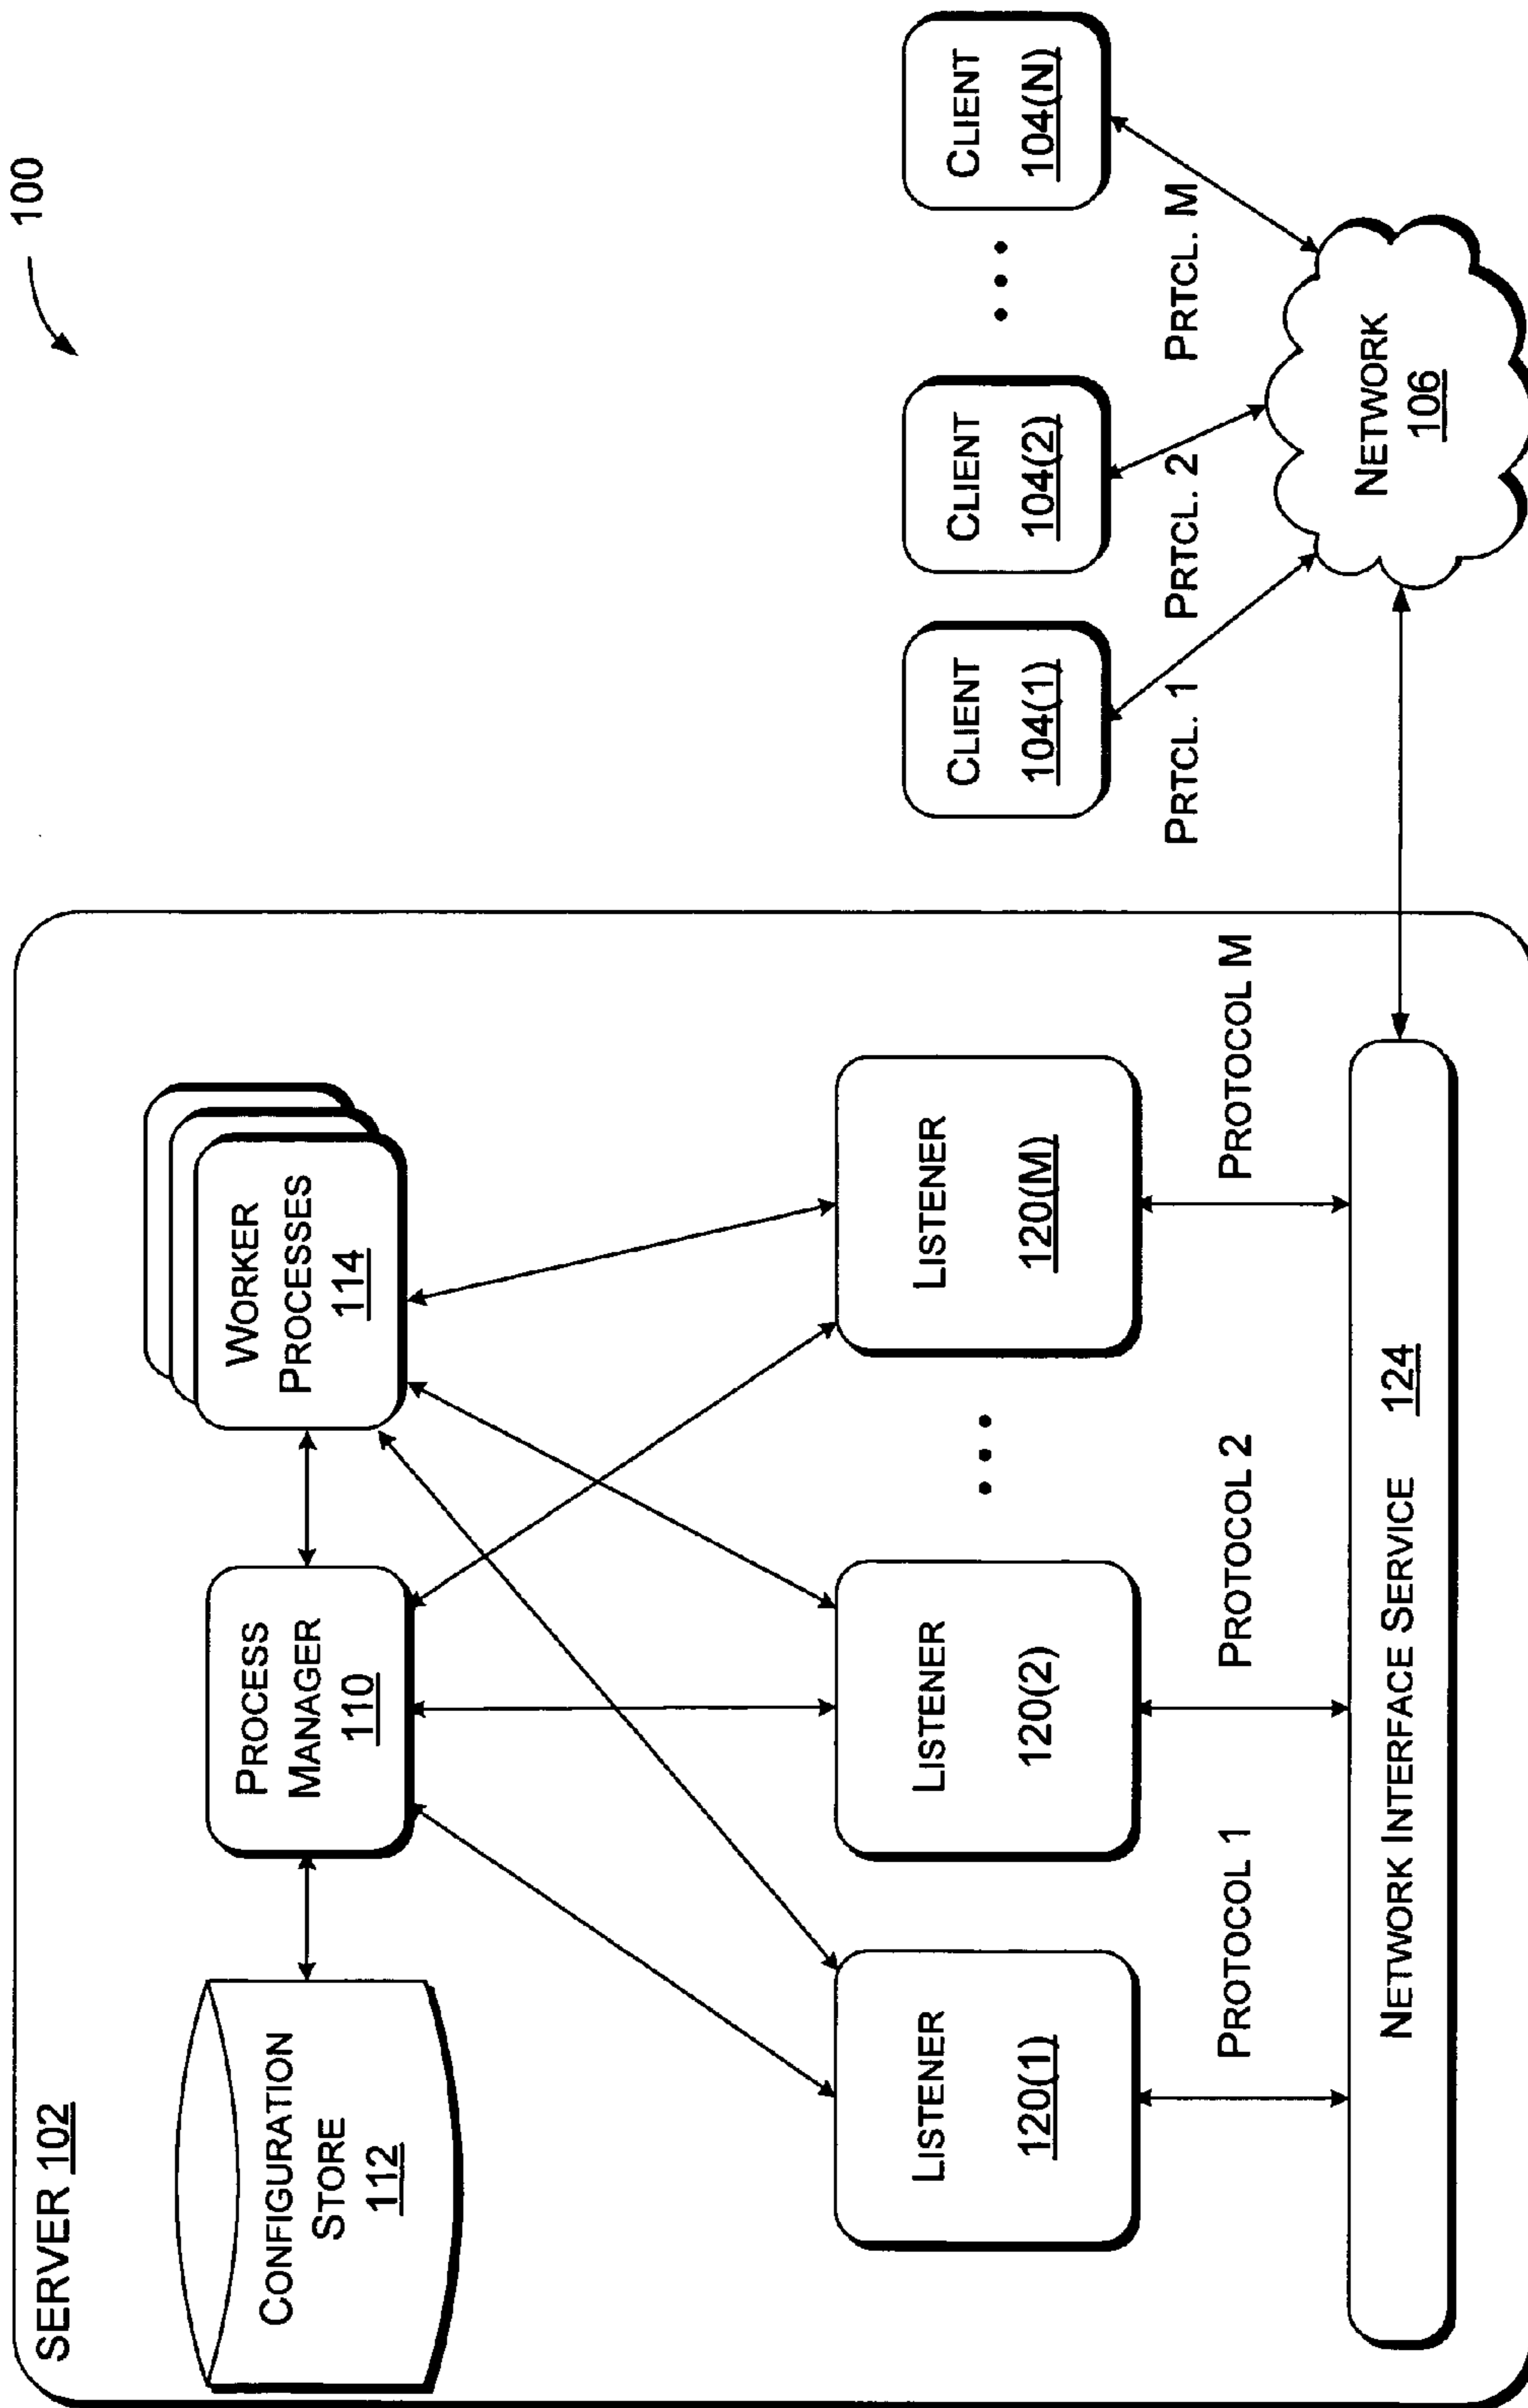 100
SERVER 102
CONFIGURATION
STORE
112
PROCESS
MANAGER
110
WORKER
PROCESSES
114
LISTENER
120(1)
LISTENER
120(2)
LISTENER
120(M)
PROTOCOL 1
PROTOCOL 2
PROTOCOL M
NETWORK INTERFACE SERVICE 124
CLIENT
104(1)
CLIENT
104(2)
CLIENT
104(N)
PRTCL. 1
PRTCL. 2
PRTCL. M
NETWORK
106